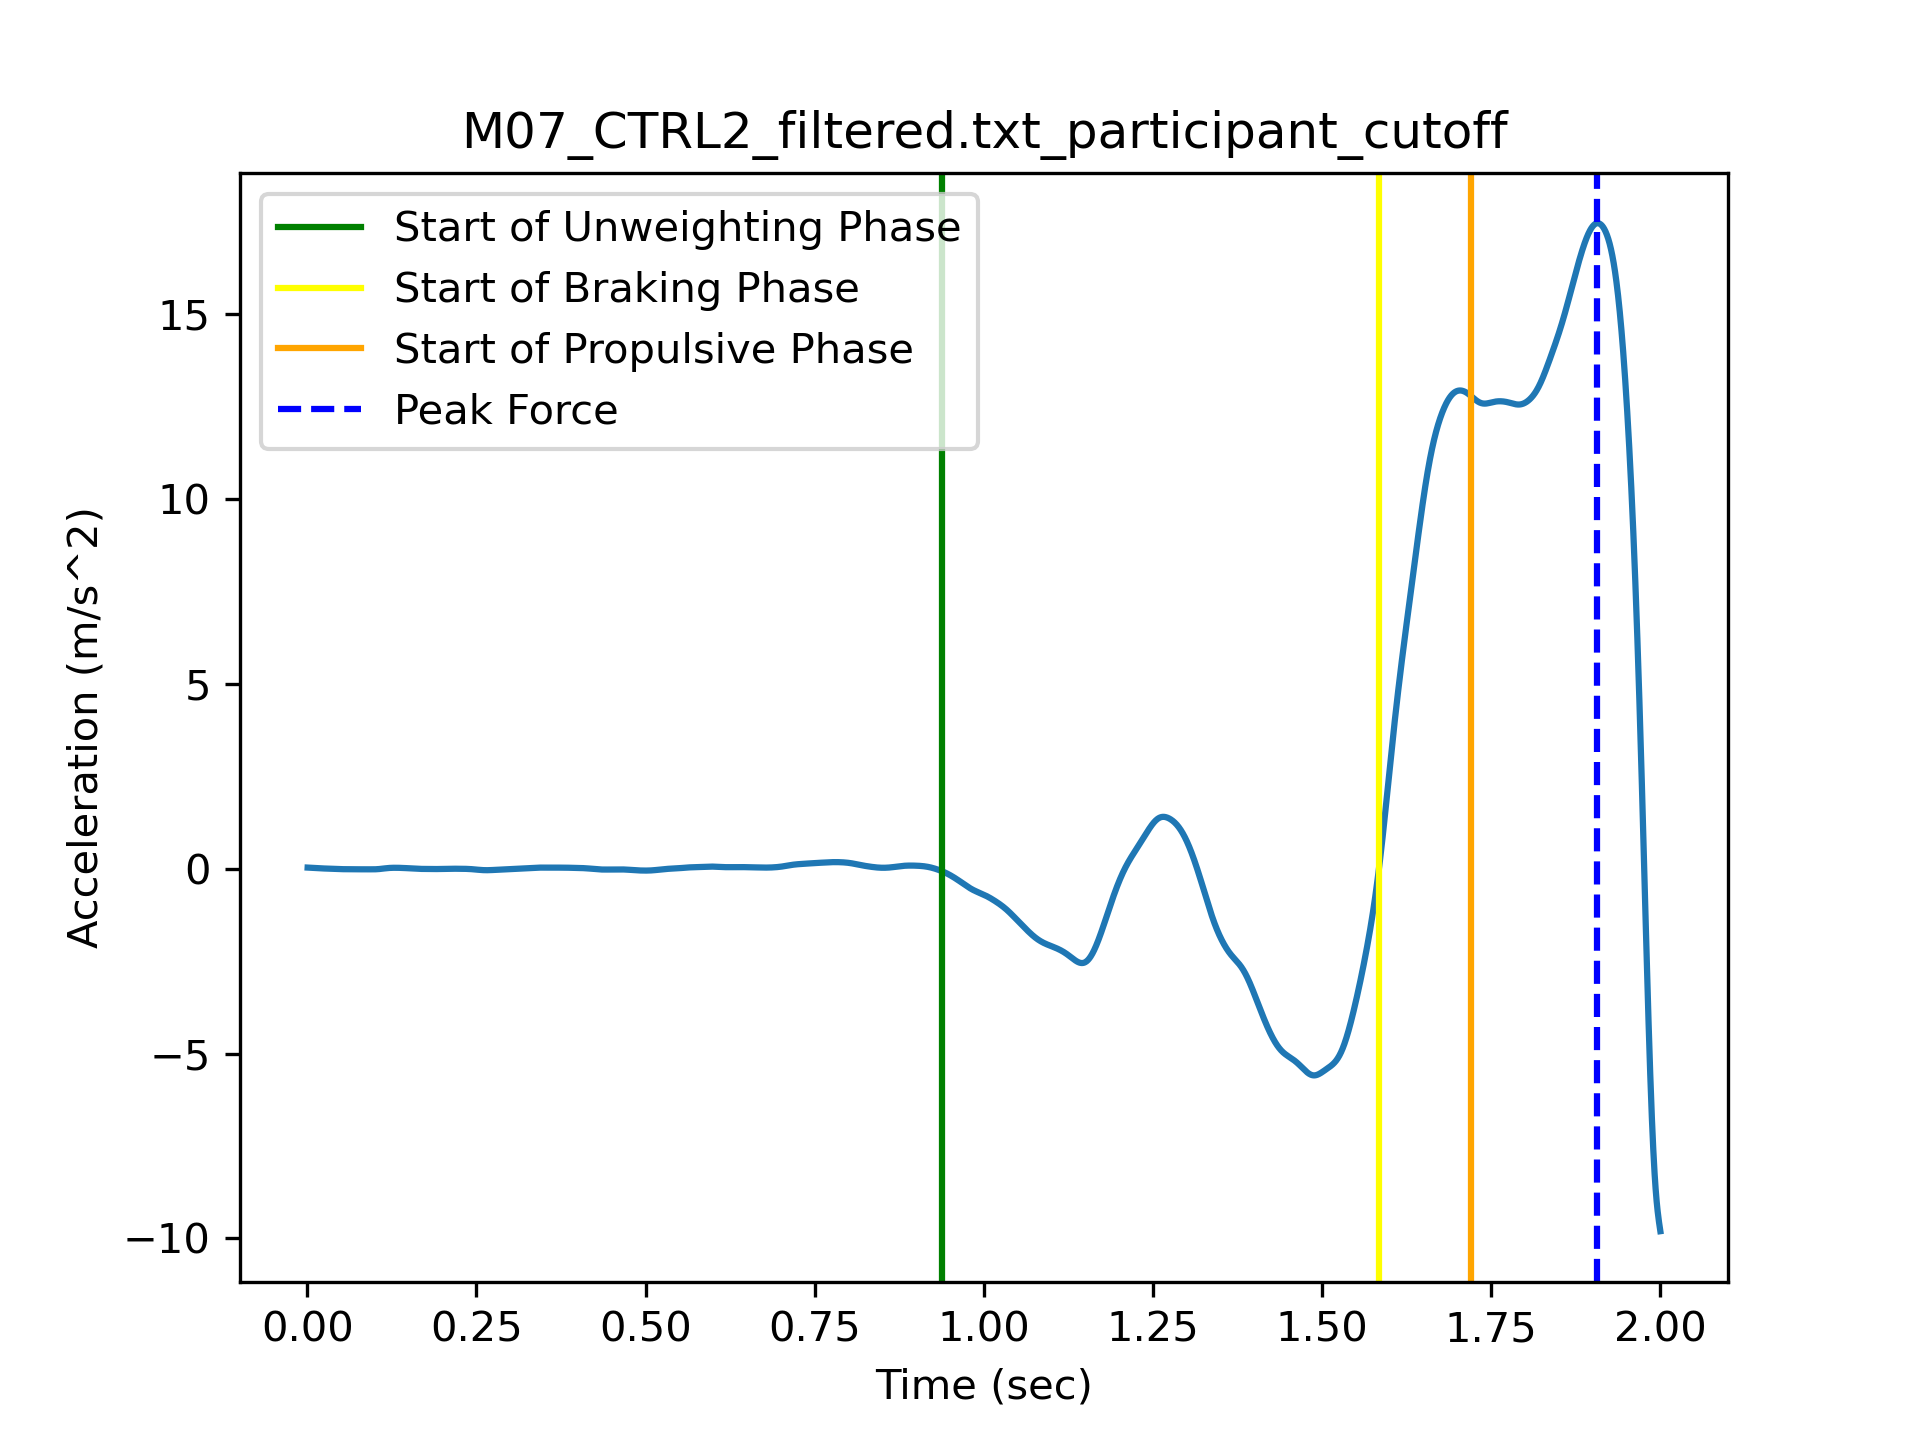 M07_CTRL2_filtered.txt_participant_cutoff
Start of Unweighting Phase
Start of Braking Phase
Start of Propulsive Phase
Peak Force
15
10
5
0
−5
−10
Acceleration (m/s^2)
0.00 0.25 0.50 0.75 1.00 1.25 1.50 1.75 2.00
Time (sec)